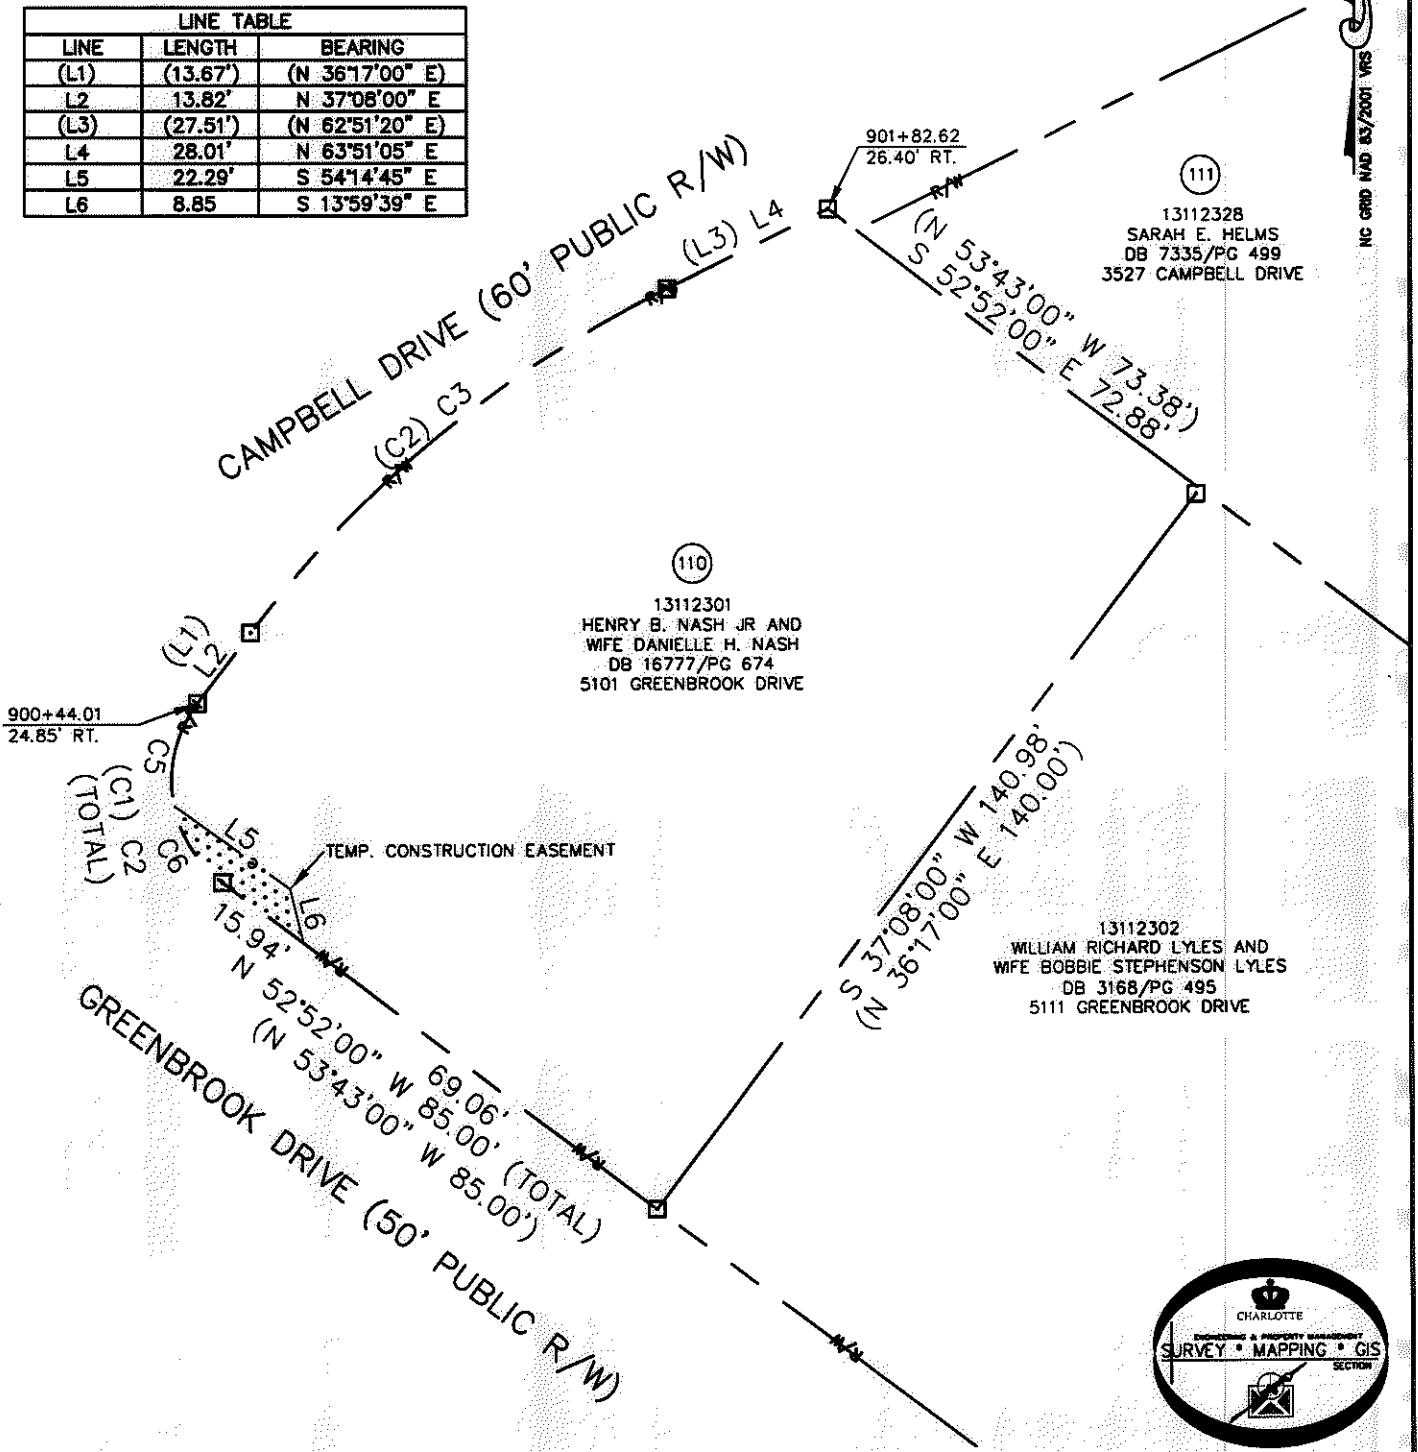 LINE TABLE
LINE LENGTH BEARING
(L1) (13.67') (N 36°17'00" E)
L2 13.82' N 37°08'00" E
(L3) (27.51') (N 62°51'20" E)
L4 28.01' N 63°51'05" E
L5 22.29' S 54°14'45" E
L6 8.85 S 13°59'39" E
NC GRID NAD 83/2001 VRS
901+82.62
26.40' RT.
R/W
111
13112328
SARAH E. HELMS
DB 7335/PG 499
3527 CAMPBELL DRIVE
CAMPBELL DRIVE (60' PUBLIC R/W)
(L3) L4
R/W
(N 53°43'00" W 73.38')
S 52°52'00" E 72.88'
(C2) C3
R/W
110
13112301
HENRY B. NASH JR AND
WIFE DANIELLE H. NASH
DB 16777/PG 674
5101 GREENBROOK DRIVE
(L1)
L2
900+44.01
24.85' RT.
R/W
C5
(C1) C2
(TOTAL)
C6
L5
TEMP. CONSTRUCTION EASEMENT
L6
S 37°08'00" W 140.98'
(N 36°17'00" E 140.00')
13112302
WILLIAM RICHARD LYLES AND
WIFE BOBBIE STEPHENSON LYLES
DB 3168/PG 495
5111 GREENBROOK DRIVE
15.94'
R/W
69.06'
N 52°52'00" W 85.00' (TOTAL)
(N 53°43'00" W 85.00')
R/W
GREENBROOK DRIVE (50' PUBLIC R/W)
R/W
CHARLOTTE
ENGINEERING & PROPERTY MANAGEMENT
SURVEY * MAPPING * GIS
SECTION